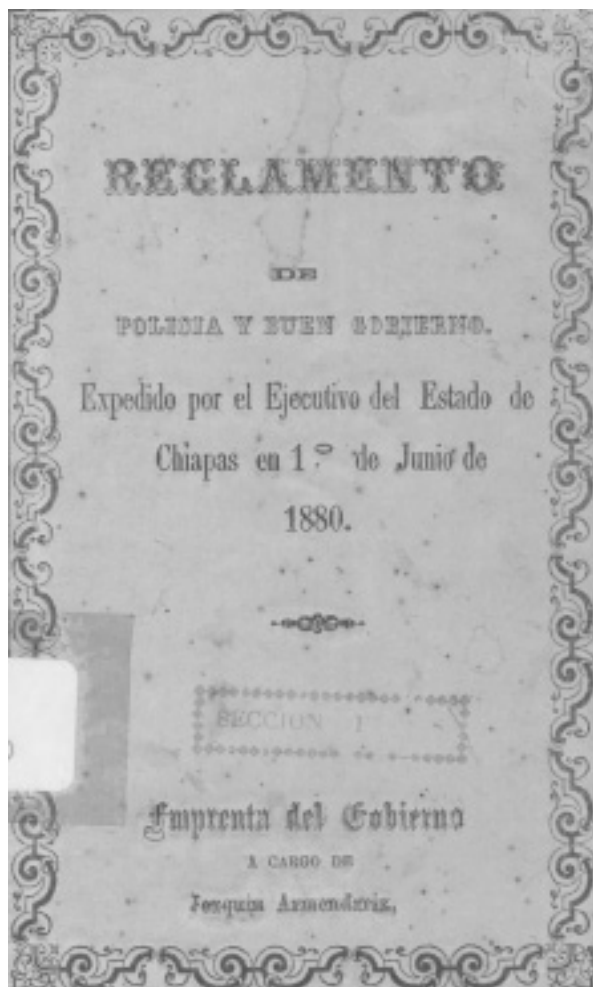 REGLAMENTO
DE
POLICIA Y BUEN GOBIERNO.
Expedido por el Ejecutivo del Estado de
Chiapas en 1.º de Junio de
1880.
SECCION I
Imprenta del Gobierno
A CARGO DE
Joaquin Armendariz,